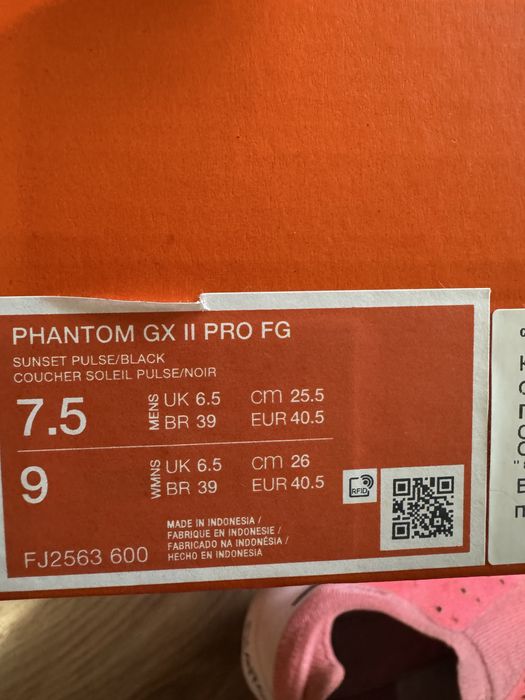 PHANTOM GX II PRO FG
SUNSET PULSE/BLACK
COUCHER SOLEIL PULSE/NOIR
7.5 MENS UK 6.5 CM 25.5
BR 39 EUR 40.5
9 WMNS UK 6.5 CM 26
BR 39 EUR 40.5
RFID
MADE IN INDONESIA /
FABRIQUE EN INDONESIE /
FABRICADO NA INDONÉSIA /
HECHO EN INDONESIA
FJ2563 600